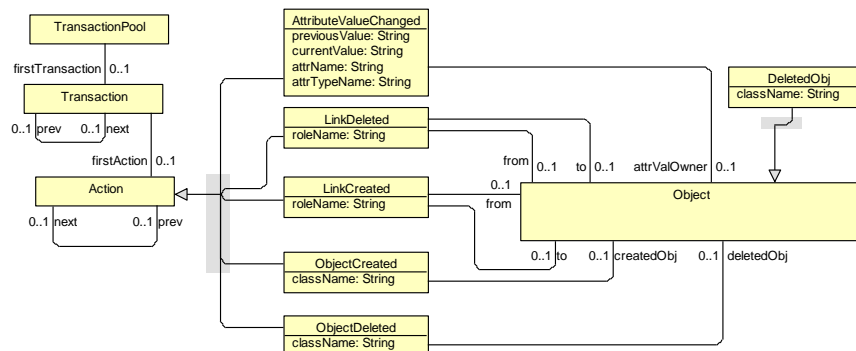 TransactionPool
firstTransaction 0..1
Transaction
0..1 prev 0..1 next
firstAction 0..1
Action
0..1 next 0..1 prev
AttributeValueChanged
previousValue: String
currentValue: String
attrName: String
attrTypeName: String
LinkDeleted
roleName: String
LinkCreated
roleName: String
ObjectCreated
className: String
ObjectDeleted
className: String
DeletedObj
className: String
from 0..1 to 0..1 attrValOwner 0..1
0..1
from
Object
0..1 to 0..1 createdObj 0..1 deletedObj